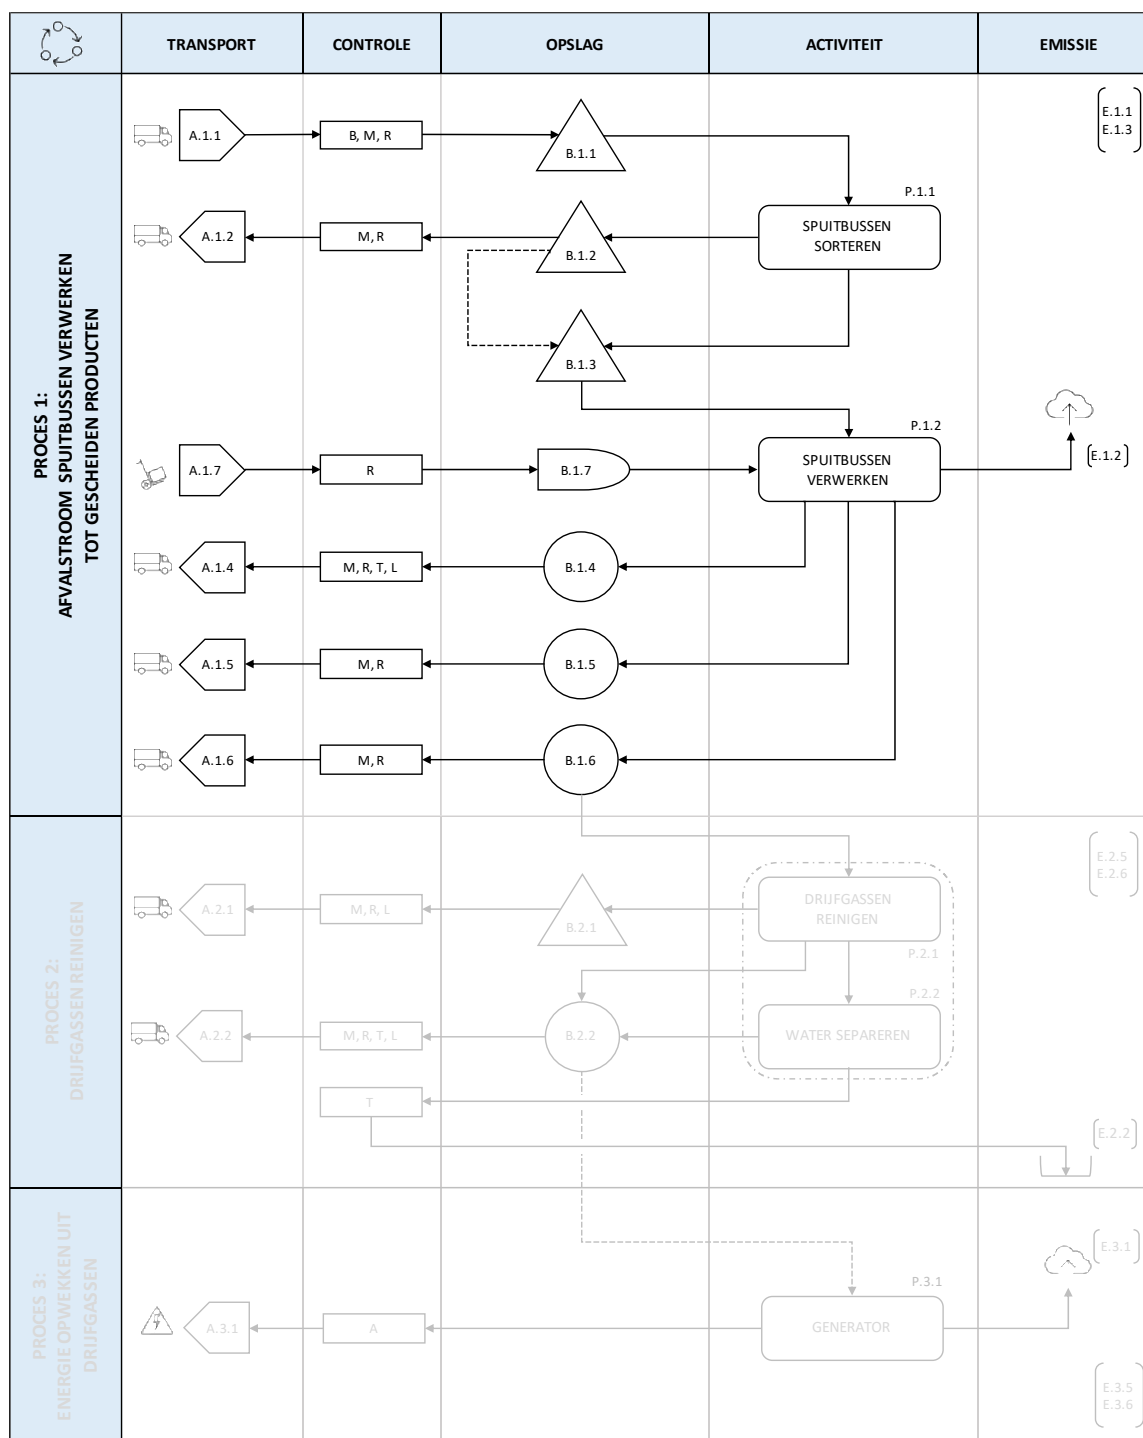 TRANSPORT
CONTROLE
OPSLAG
ACTIVITEIT
EMISSIE
PROCES 1:
AFVALSTROOM SPUITBUSSEN VERWERKEN
TOT GESCHEIDEN PRODUCTEN
A.1.1
B, M, R
B.1.1
E.1.1
E.1.3
P.1.1
A.1.2
M, R
B.1.2
SPUITBUSSEN
SORTEREN
B.1.3
P.1.2
A.1.7
R
B.1.7
SPUITBUSSEN
VERWERKEN
E.1.2
A.1.4
M, R, T, L
B.1.4
A.1.5
M, R
B.1.5
A.1.6
M, R
B.1.6
PROCES 2:
DRIJFGASSEN REINIGEN
E.2.5
E.2.6
A.2.1
M, R, L
B.2.1
DRIJFGASSEN
REINIGEN
P.2.1
P.2.2
A.2.2
M, R, T, L
B.2.2
WATER SEPAREREN
T
E.2.2
PROCES 3:
ENERGIE OPWEKKEN UIT
DRIJFGASSEN
E.3.1
P.3.1
A.3.1
A
GENERATOR
E.3.5
E.3.6